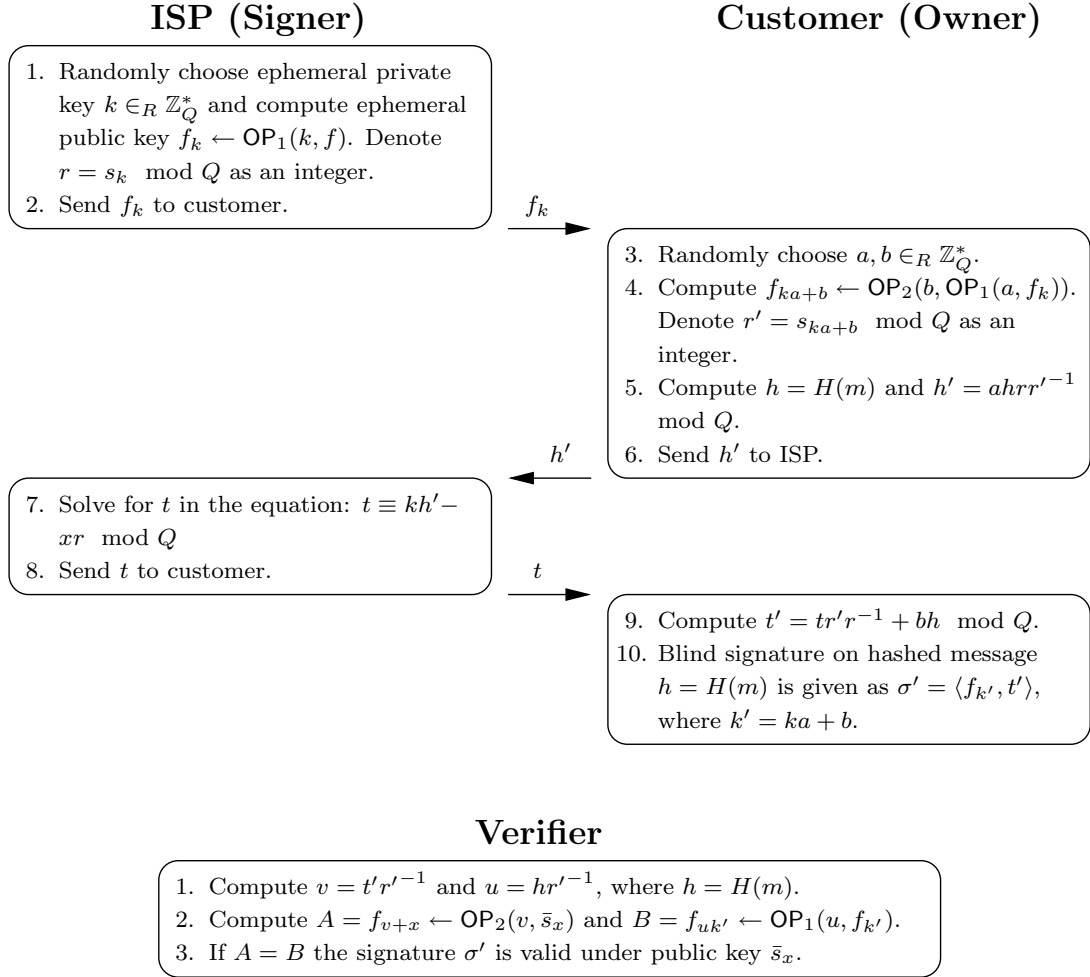 ISP (Signer)
Customer (Owner)
1. Randomly choose ephemeral private
key k ∈_R ℤ*_Q and compute ephemeral
public key f_k ← OP₁(k, f). Denote
r = s_k mod Q as an integer.
2. Send f_k to customer.
f_k
3. Randomly choose a, b ∈_R ℤ*_Q.
4. Compute f_{ka+b} ← OP₂(b, OP₁(a, f_k)).
Denote r′ = s_{ka+b} mod Q as an
integer.
5. Compute h = H(m) and h′ = ahrr′⁻¹
mod Q.
6. Send h′ to ISP.
h′
7. Solve for t in the equation: t ≡ kh′−
xr mod Q
8. Send t to customer.
t
9. Compute t′ = tr′r⁻¹ + bh mod Q.
10. Blind signature on hashed message
h = H(m) is given as σ′ = ⟨f_{k′}, t′⟩,
where k′ = ka + b.
Verifier
1. Compute v = t′r′⁻¹ and u = hr′⁻¹, where h = H(m).
2. Compute A = f_{v+x} ← OP₂(v, s̄_x) and B = f_{uk′} ← OP₁(u, f_{k′}).
3. If A = B the signature σ′ is valid under public key s̄_x.